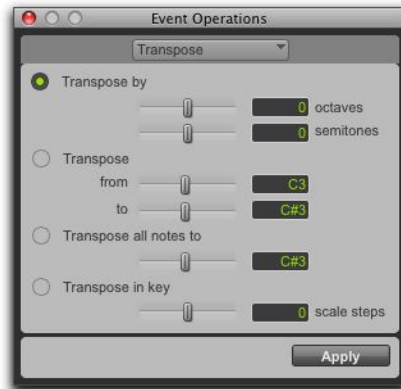 Event Operations
Transpose
Transpose by
0 octaves
0 semitones
Transpose
from C3
to C#3
Transpose all notes to
C#3
Transpose in key
0 scale steps
Apply